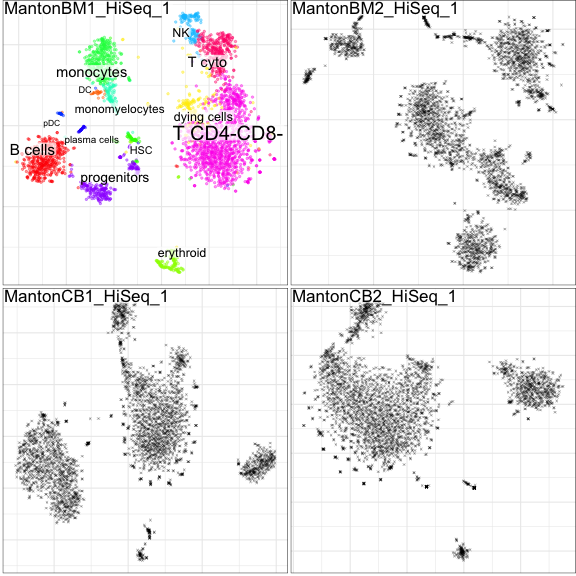 MantonBM1_HiSeq_1
NK
T cyto
monocytes
DC
monomyelocytes
dying cells
pDC
T CD4-CD8-
plasma cells
B cells
HSC
progenitors
erythroid
MantonBM2_HiSeq_1
MantonCB1_HiSeq_1
MantonCB2_HiSeq_1